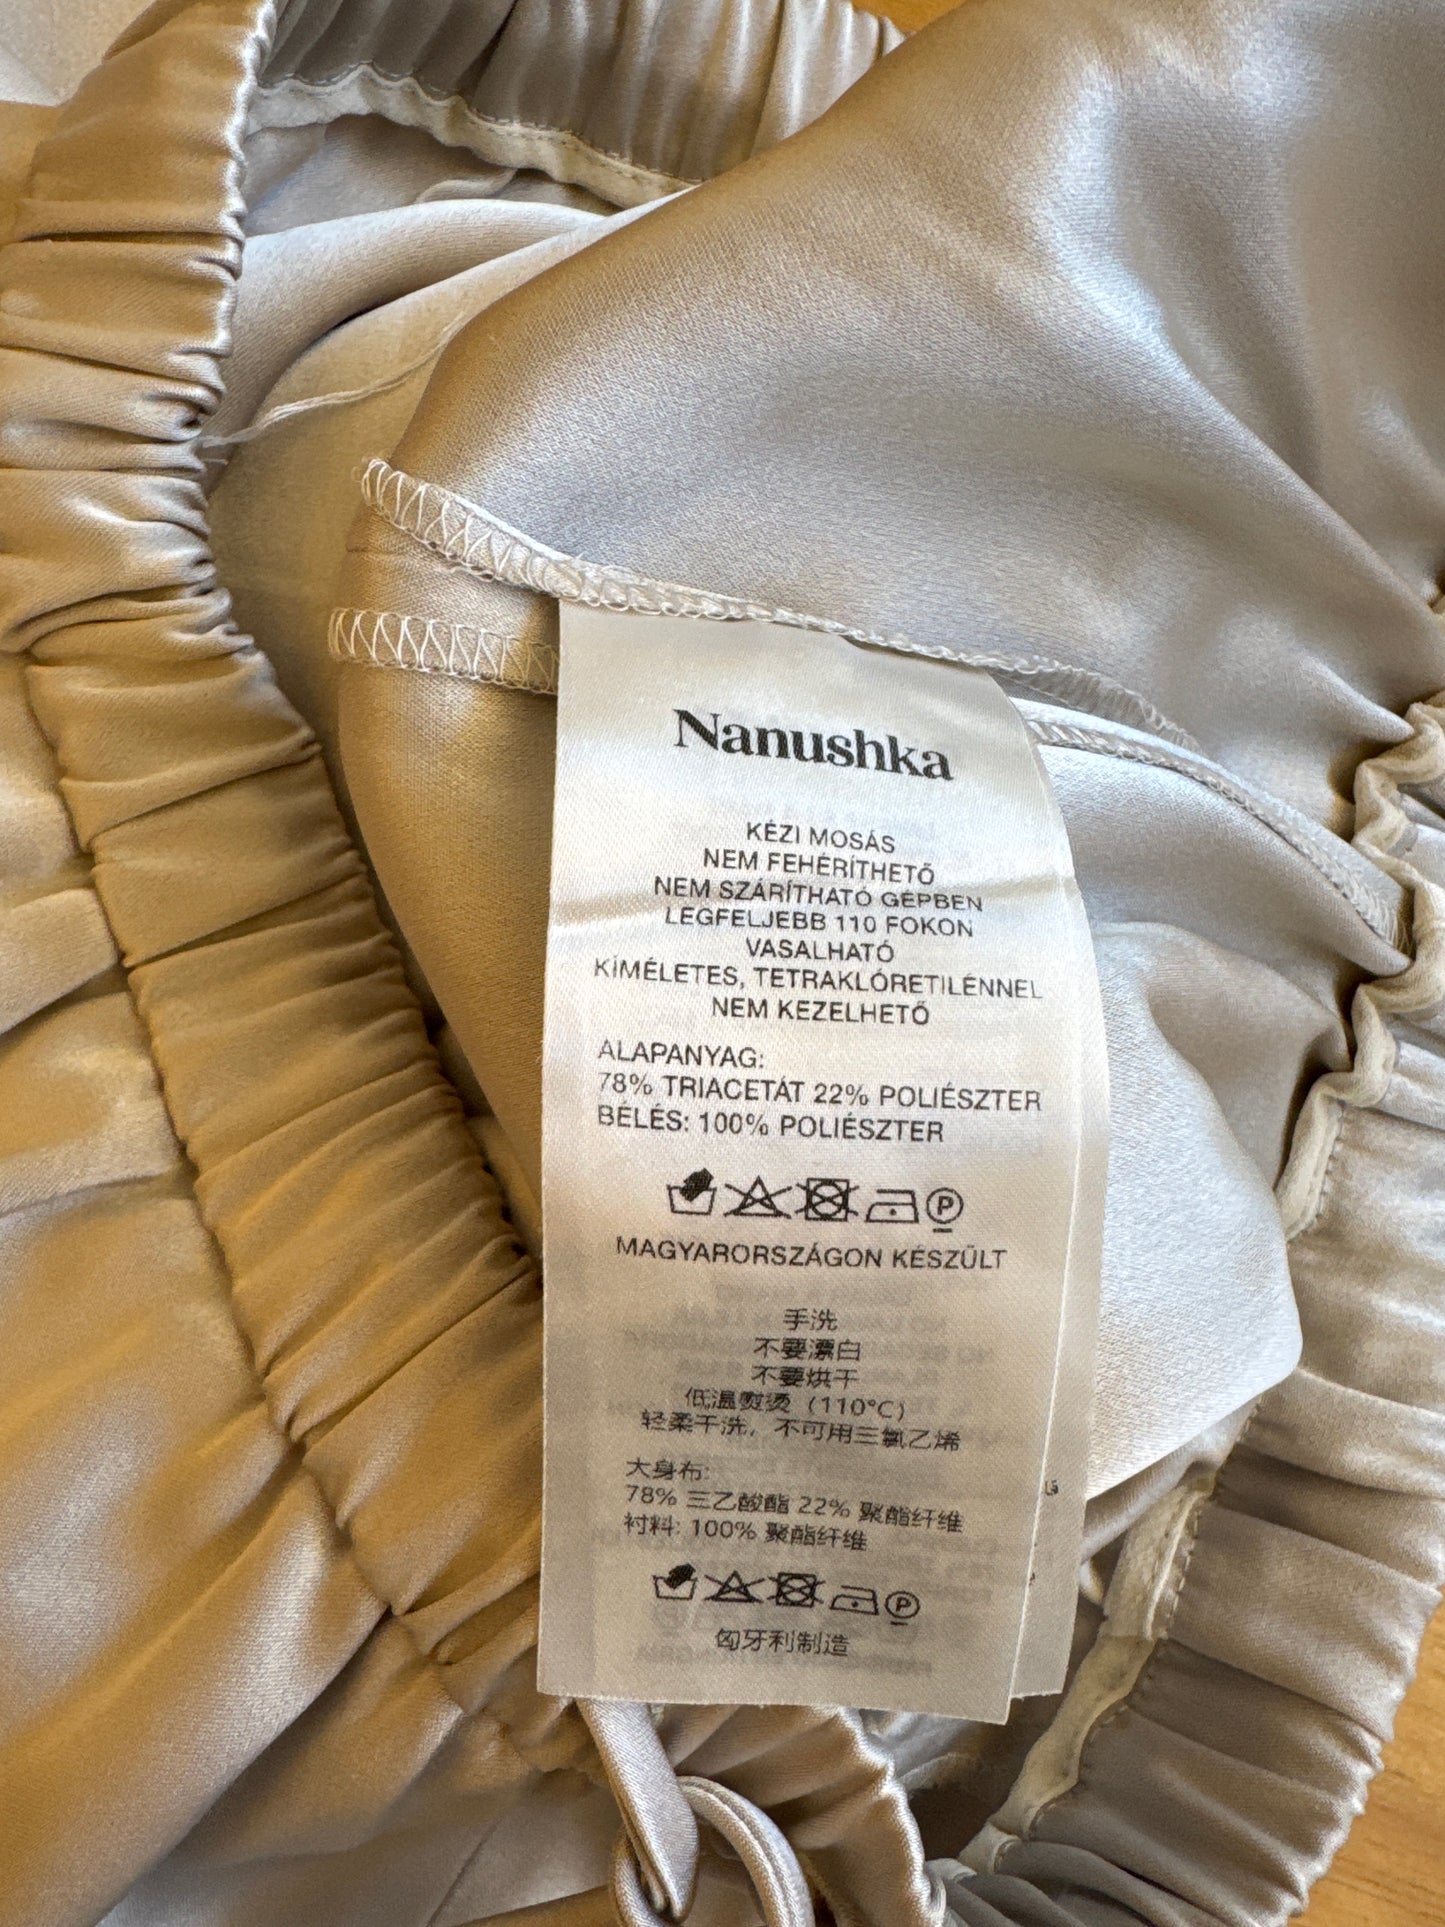 Nanushka
KÉZI MOSÁS
NEM FEHÉRÍTHETŐ
NEM SZÁRÍTHATÓ GÉPBEN
LEGFELJEBB 110 FOKON
VASALHATÓ
KÍMÉLETES, TETRAKLÓRETILÉNNEL
NEM KEZELHETŐ
ALAPANYAG:
78% TRIACETÁT 22% POLIÉSZTER
BÉLÉS: 100% POLIÉSZTER
P
MAGYARORSZÁGON KÉSZÜLT
手洗
不要漂白
不要烘干
低温熨烫 (110°C)
轻柔干洗, 不可用三氯乙烯
大身布:
78% 三乙酸酯 22% 聚酯纤维
衬料: 100% 聚酯纤维
P
匈牙利制造